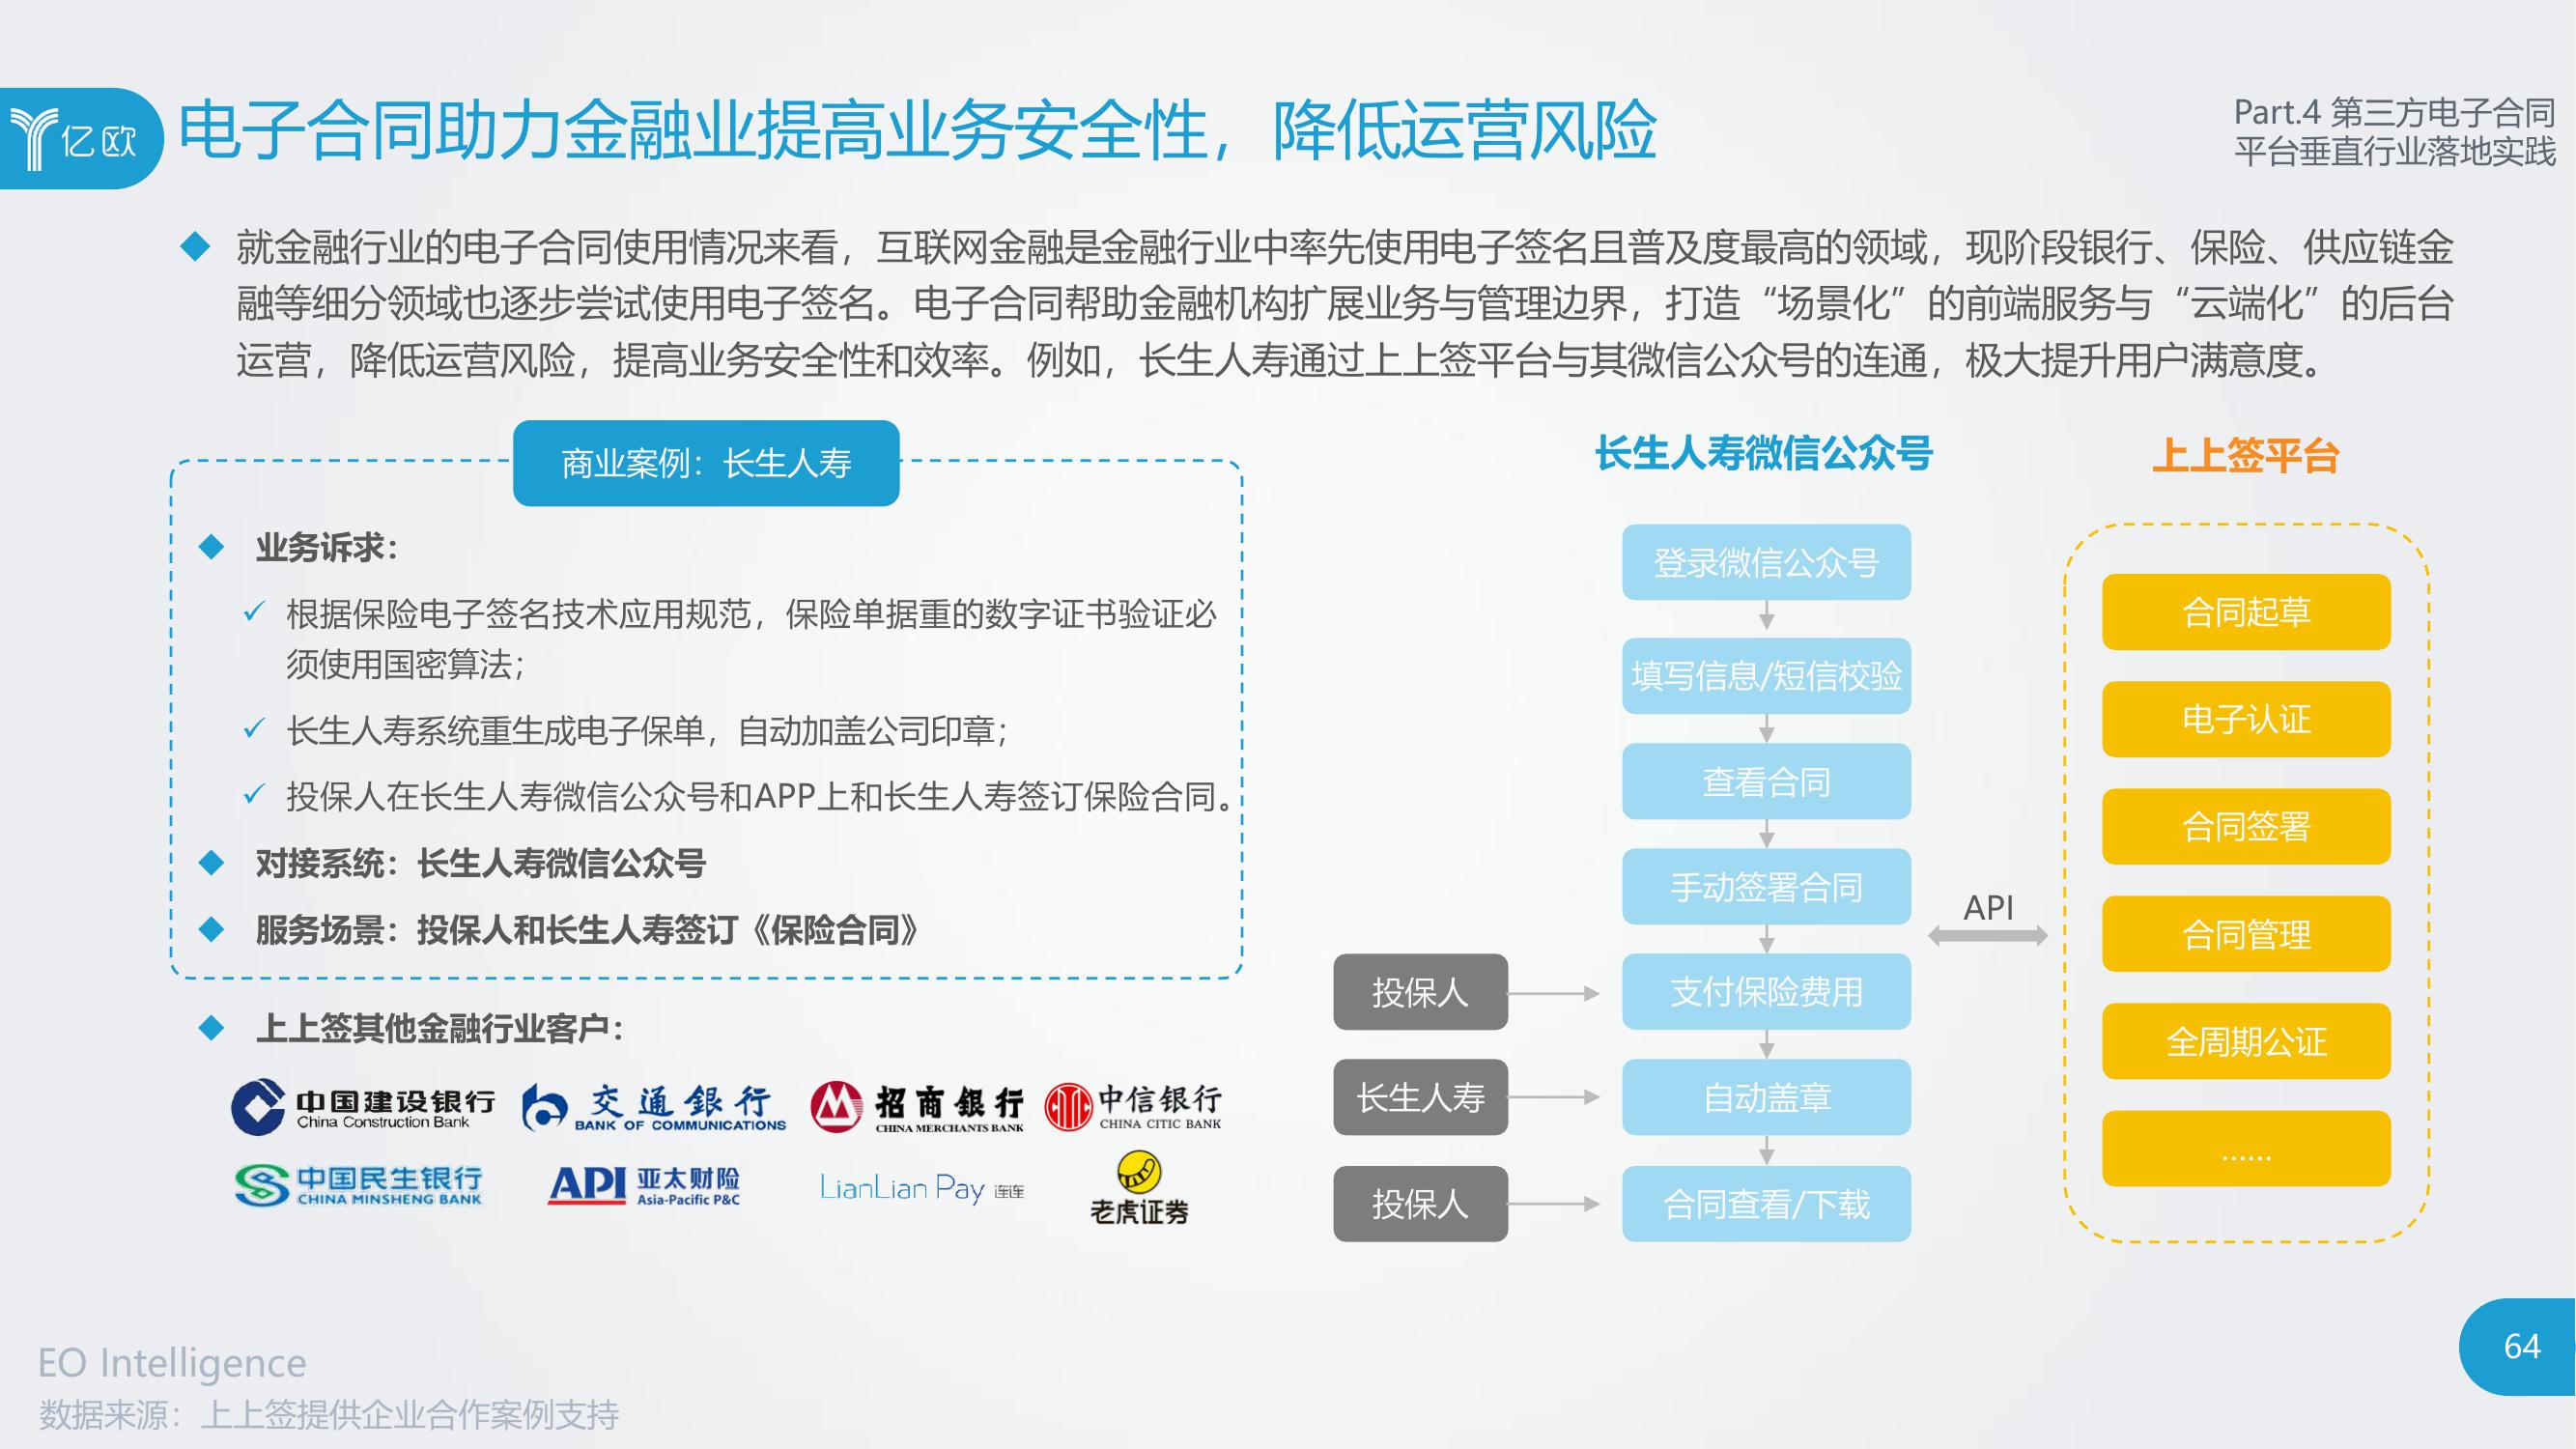 亿欧
电子合同助力金融业提高业务安全性，降低运营风险
Part.4 第三方电子合同
平台垂直行业落地实践
就金融行业的电子合同使用情况来看，互联网金融是金融行业中率先使用电子签名且普及度最高的领域，现阶段银行、保险、供应链金
融等细分领域也逐步尝试使用电子签名。电子合同帮助金融机构扩展业务与管理边界，打造“场景化”的前端服务与“云端化”的后台
运营，降低运营风险，提高业务安全性和效率。例如，长生人寿通过上上签平台与其微信公众号的连通，极大提升用户满意度。
商业案例：长生人寿
业务诉求：
根据保险电子签名技术应用规范，保险单据重的数字证书验证必
须使用国密算法；
长生人寿系统重生成电子保单，自动加盖公司印章；
投保人在长生人寿微信公众号和APP上和长生人寿签订保险合同。
对接系统：长生人寿微信公众号
服务场景：投保人和长生人寿签订《保险合同》
上上签其他金融行业客户：
中国建设银行
China Construction Bank
交通銀行
BANK OF COMMUNICATIONS
招商銀行
CHINA MERCHANTS BANK
中信银行
CHINA CITIC BANK
中国民生银行
CHINA MINSHENG BANK
API 亚太财险
Asia-Pacific P&C
LianLian Pay 连连
老虎证券
长生人寿微信公众号
登录微信公众号
填写信息/短信校验
查看合同
手动签署合同
投保人
支付保险费用
长生人寿
自动盖章
投保人
合同查看/下载
API
上上签平台
合同起草
电子认证
合同签署
合同管理
全周期公证
......
EO Intelligence
数据来源：上上签提供企业合作案例支持
64